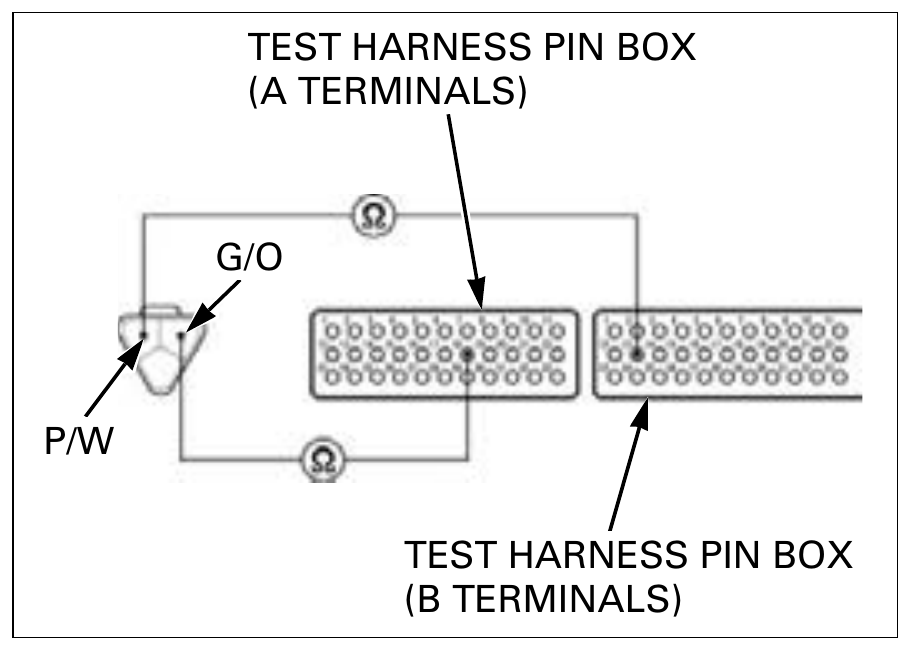 TEST HARNESS PIN BOX
(A TERMINALS)
Ω
G/O
P/W
Ω
TEST HARNESS PIN BOX
(B TERMINALS)